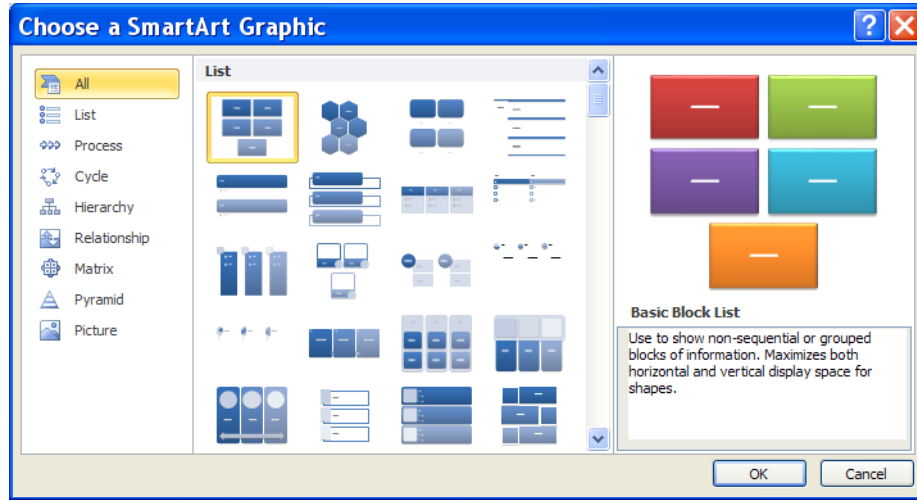 Choose a SmartArt Graphic
All
List
Process
Cycle
Hierarchy
Relationship
Matrix
Pyramid
Picture
List
Basic Block List
Use to show non-sequential or grouped
blocks of information. Maximizes both
horizontal and vertical display space for
shapes.
OK
Cancel